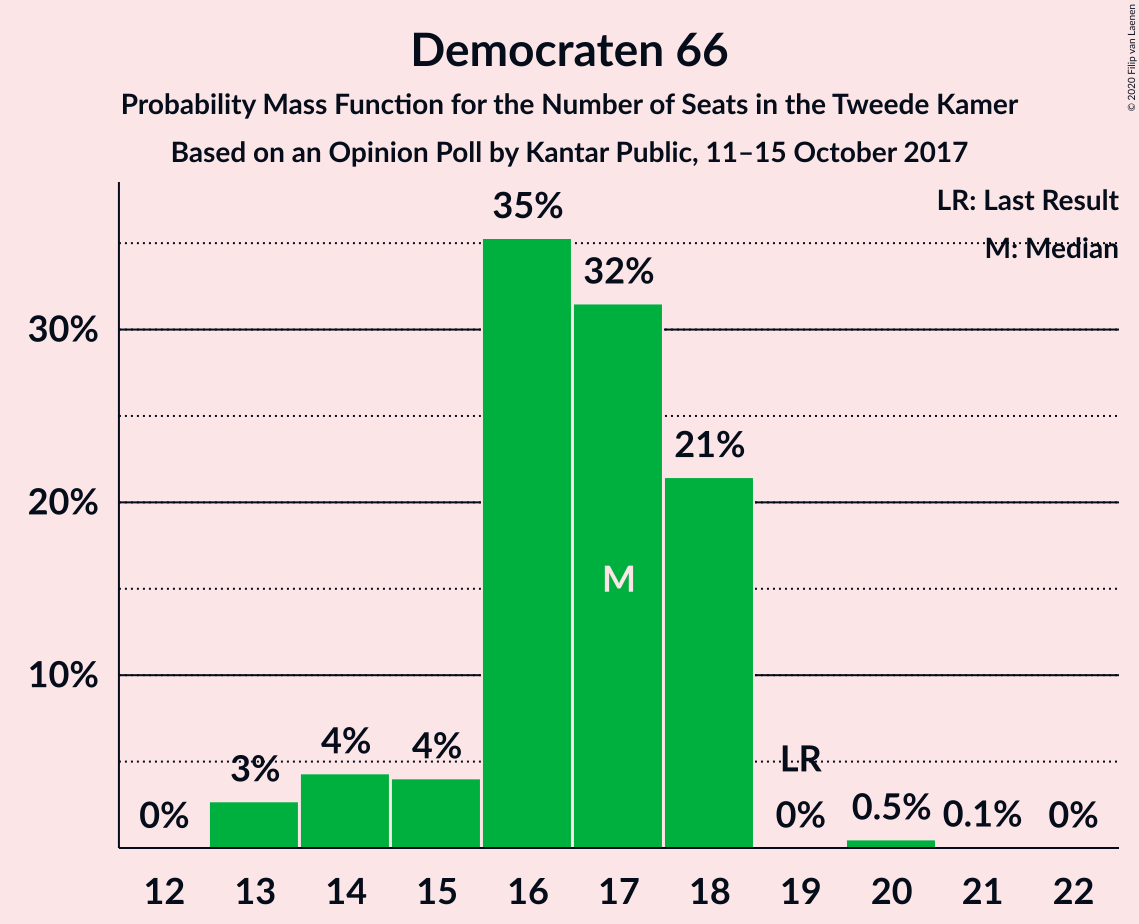 Democraten 66
Probability Mass Function for the Number of Seats in the Tweede Kamer
Based on an Opinion Poll by Kantar Public, 11–15 October 2017
© 2020 Filip van Laenen
LR: Last Result
M: Median
35%
32%
30%
21%
20%
M
10%
4%
4%
3%
LR
0%
0%
0.5%
0.1%
0%
12 13 14 15 16 17 18 19 20 21 22